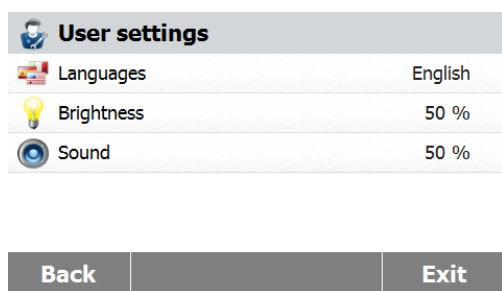 User settings
Languages English
Brightness 50 %
Sound 50 %
Back Exit